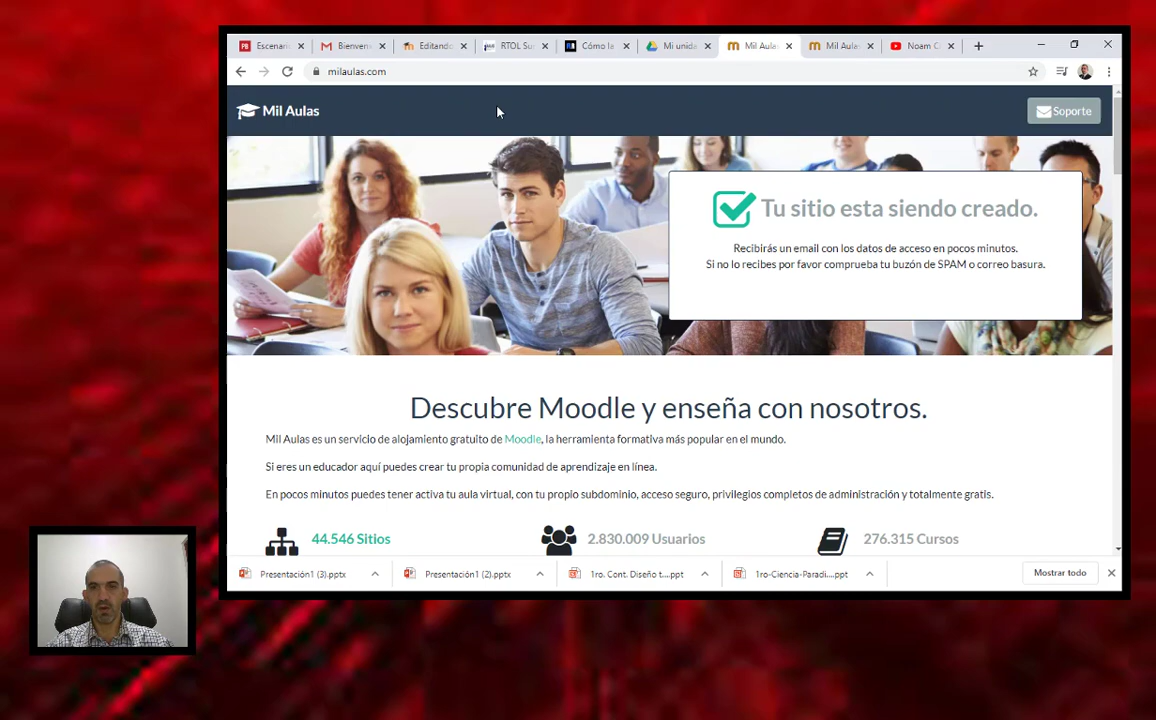 Escenari
Bienven
Editando
RTOL Su
Cómo la
Mi unida
Mil Aulas
Mil Aulas
Noam C
milaulas.com
Mil Aulas
Soporte
Tu sitio esta siendo creado.
Recibirás un email con los datos de acceso en pocos minutos.
Si no lo recibes por favor comprueba tu buzón de SPAM o correo basura.
Descubre Moodle y enseña con nosotros.
Mil Aulas es un servicio de alojamiento gratuito de Moodle, la herramienta formativa más popular en el mundo.
Si eres un educador aquí puedes crear tu propia comunidad de aprendizaje en línea.
En pocos minutos puedes tener activa tu aula virtual, con tu propio subdominio, acceso seguro, privilegios completos de administración y totalmente gratis.
44.546 Sitios
2.830.009 Usuarios
276.315 Cursos
Presentación1 (3).pptx
Presentación1 (2).pptx
1ro. Cont. Diseño t....ppt
1ro-Ciencia-Paradi....ppt
Mostrar todo